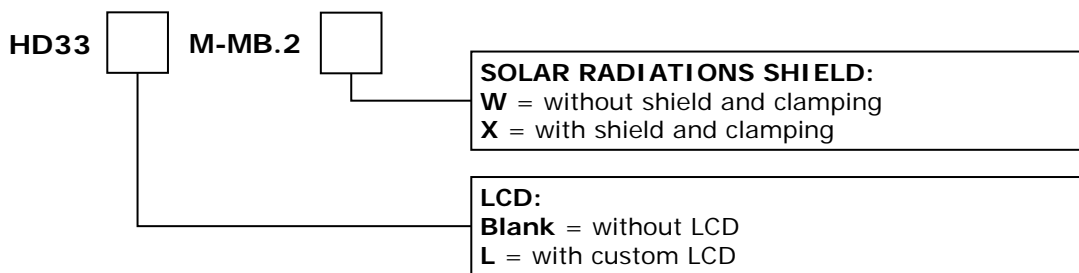 HD33 M-MB.2
SOLAR RADIATIONS SHIELD:
W = without shield and clamping
X = with shield and clamping
LCD:
Blank = without LCD
L = with custom LCD